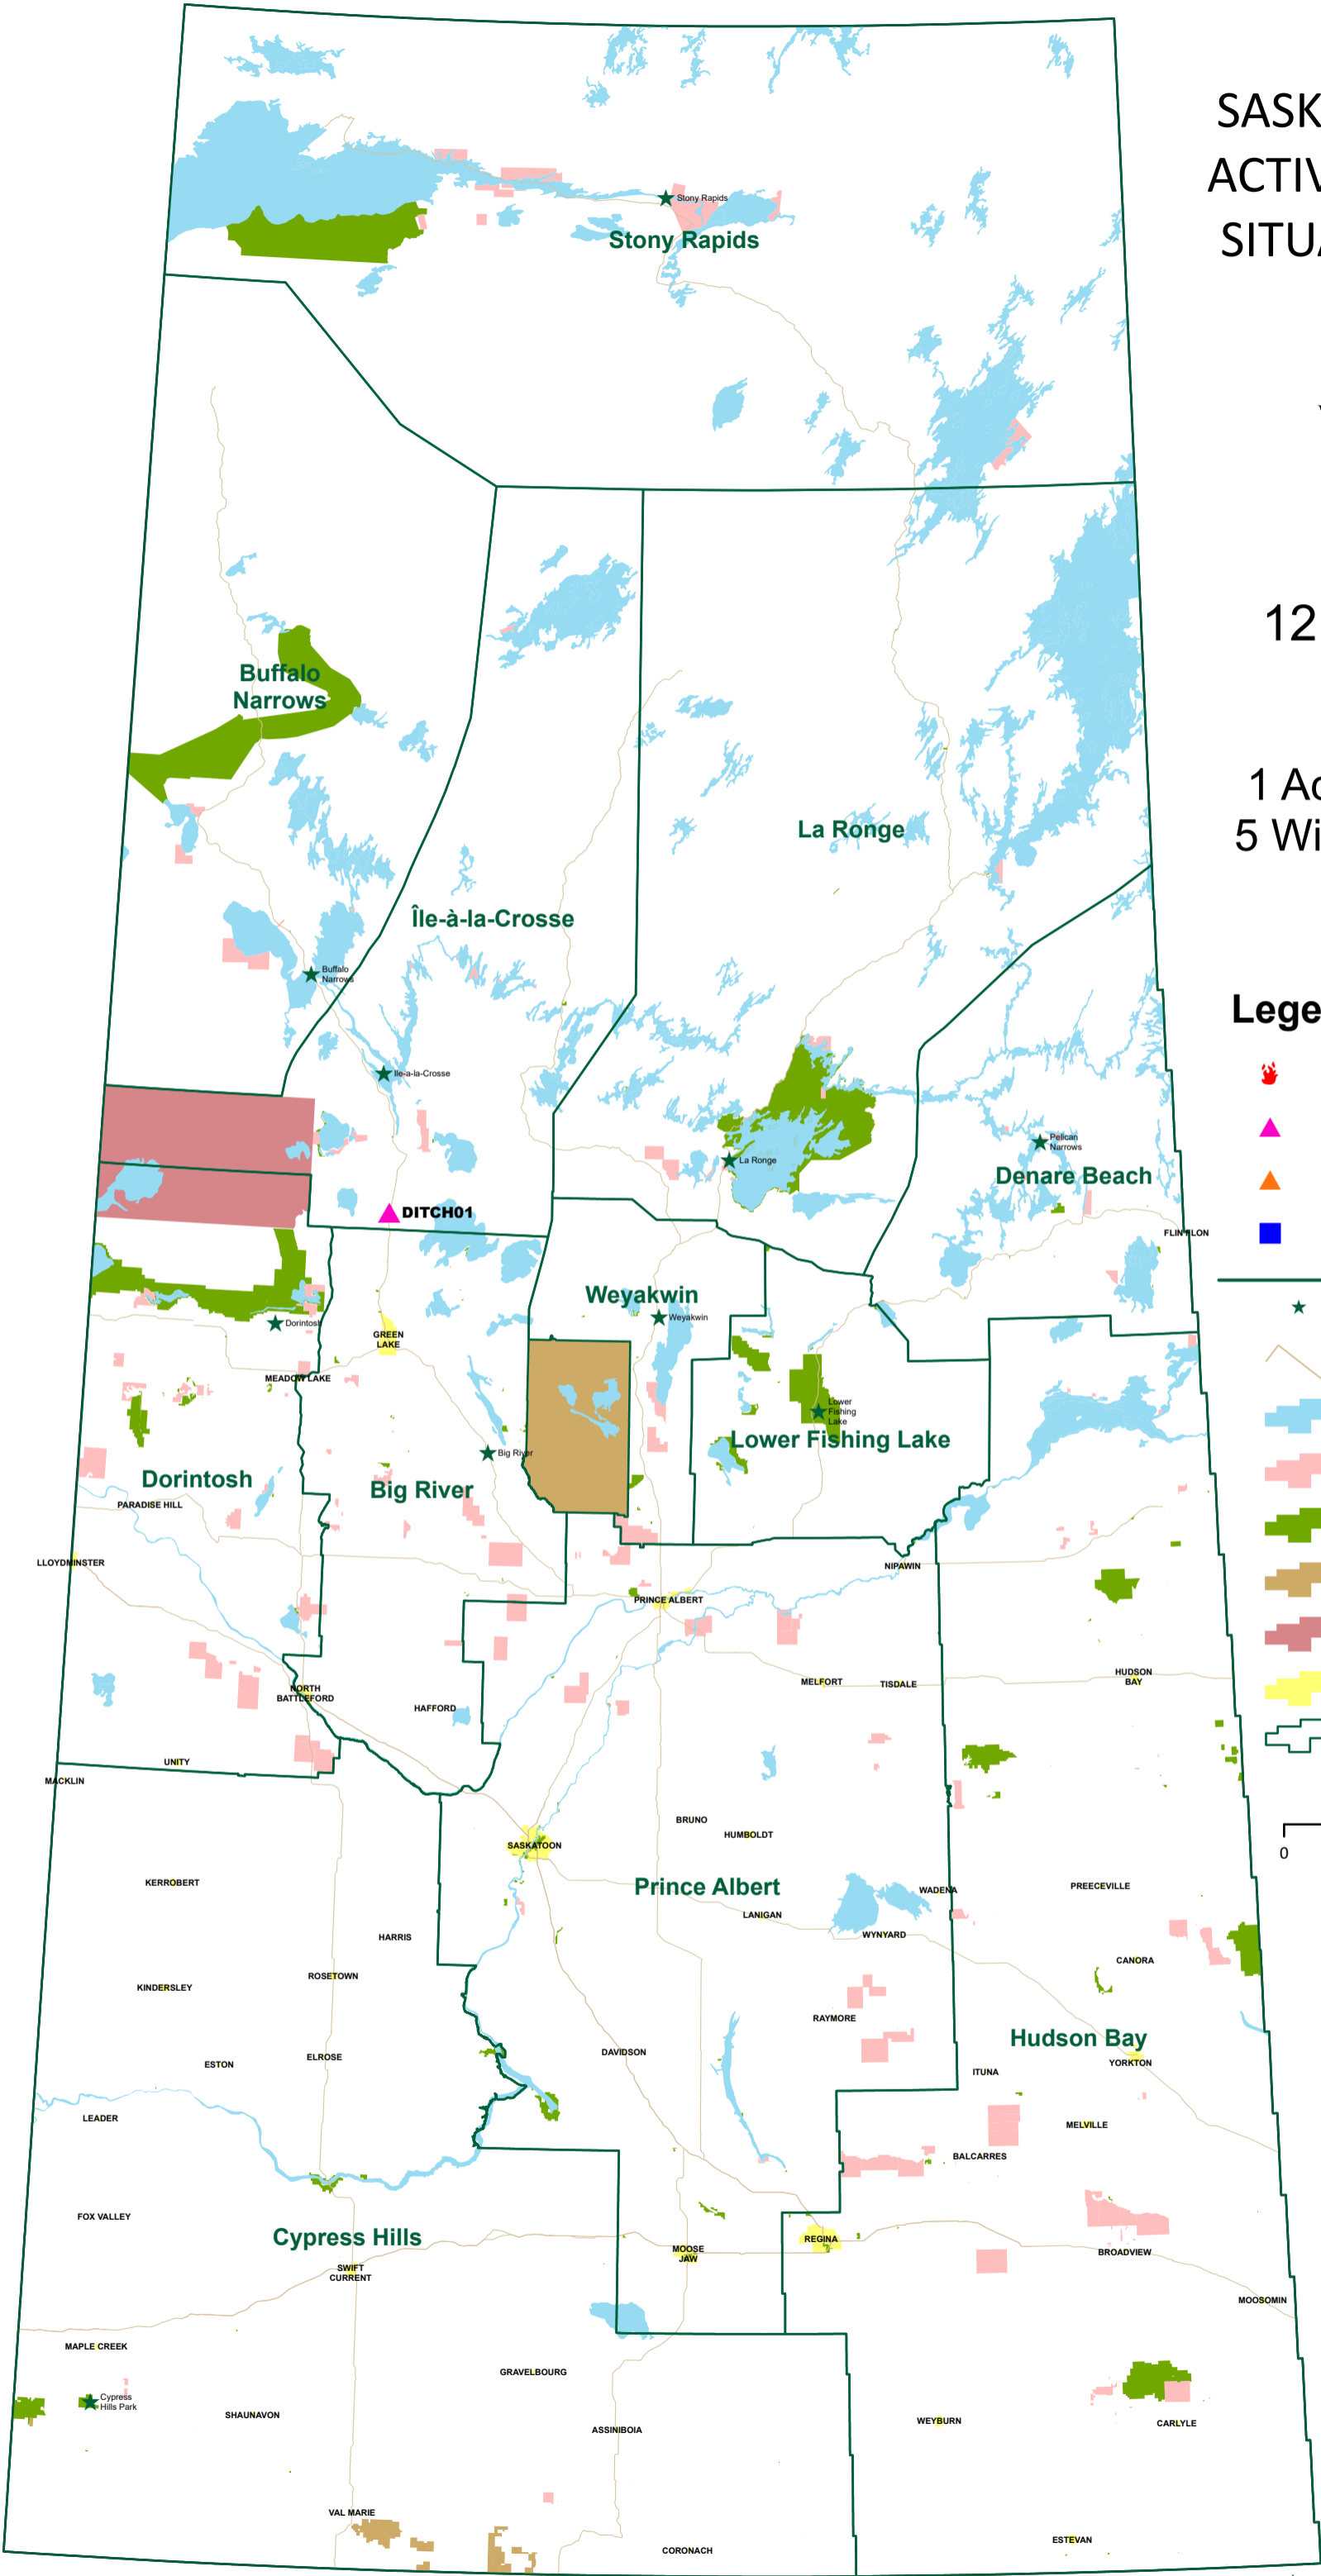 SASK
ACTIV
SITUA
Stony Rapids
Stony Rapids
12
Buffalo
Narrows
1 Ac
5 Wi
La Ronge
Île-à-la-Crosse
Buffalo
Narrows
Lege
Ile-a-la-Crosse
Pelican
Narrows
La Ronge
Denare Beach
DITCH01
FLIN FLON
Weyakwin
Weyakwin
Dorintosh
GREEN
LAKE
MEADOW LAKE
Lower
Fishing
Lake
Lower Fishing Lake
Big River
Dorintosh
Big River
PARADISE HILL
LLOYDMINSTER
NIPAWIN
PRINCE ALBERT
HUDSON
BAY
MELFORT
TISDALE
NORTH
BATTLEFORD
HAFFORD
UNITY
MACKLIN
BRUNO
HUMBOLDT
SASKATOON
KERROBERT
Prince Albert
PREECEVILLE
WADENA
LANIGAN
WYNYARD
HARRIS
0
CANORA
ROSETOWN
KINDERSLEY
RAYMORE
Hudson Bay
DAVIDSON
ELROSE
ESTON
YORKTON
ITUNA
LEADER
MELVILLE
BALCARRES
FOX VALLEY
Cypress Hills
REGINA
MOOSE
JAW
BROADVIEW
SWIFT
CURRENT
MOOSOMIN
MAPLE CREEK
GRAVELBOURG
Cypress
Hills Park
SHAUNAVON
WEYBURN
CARLYLE
ASSINIBOIA
VAL MARIE
ESTEVAN
CORONACH